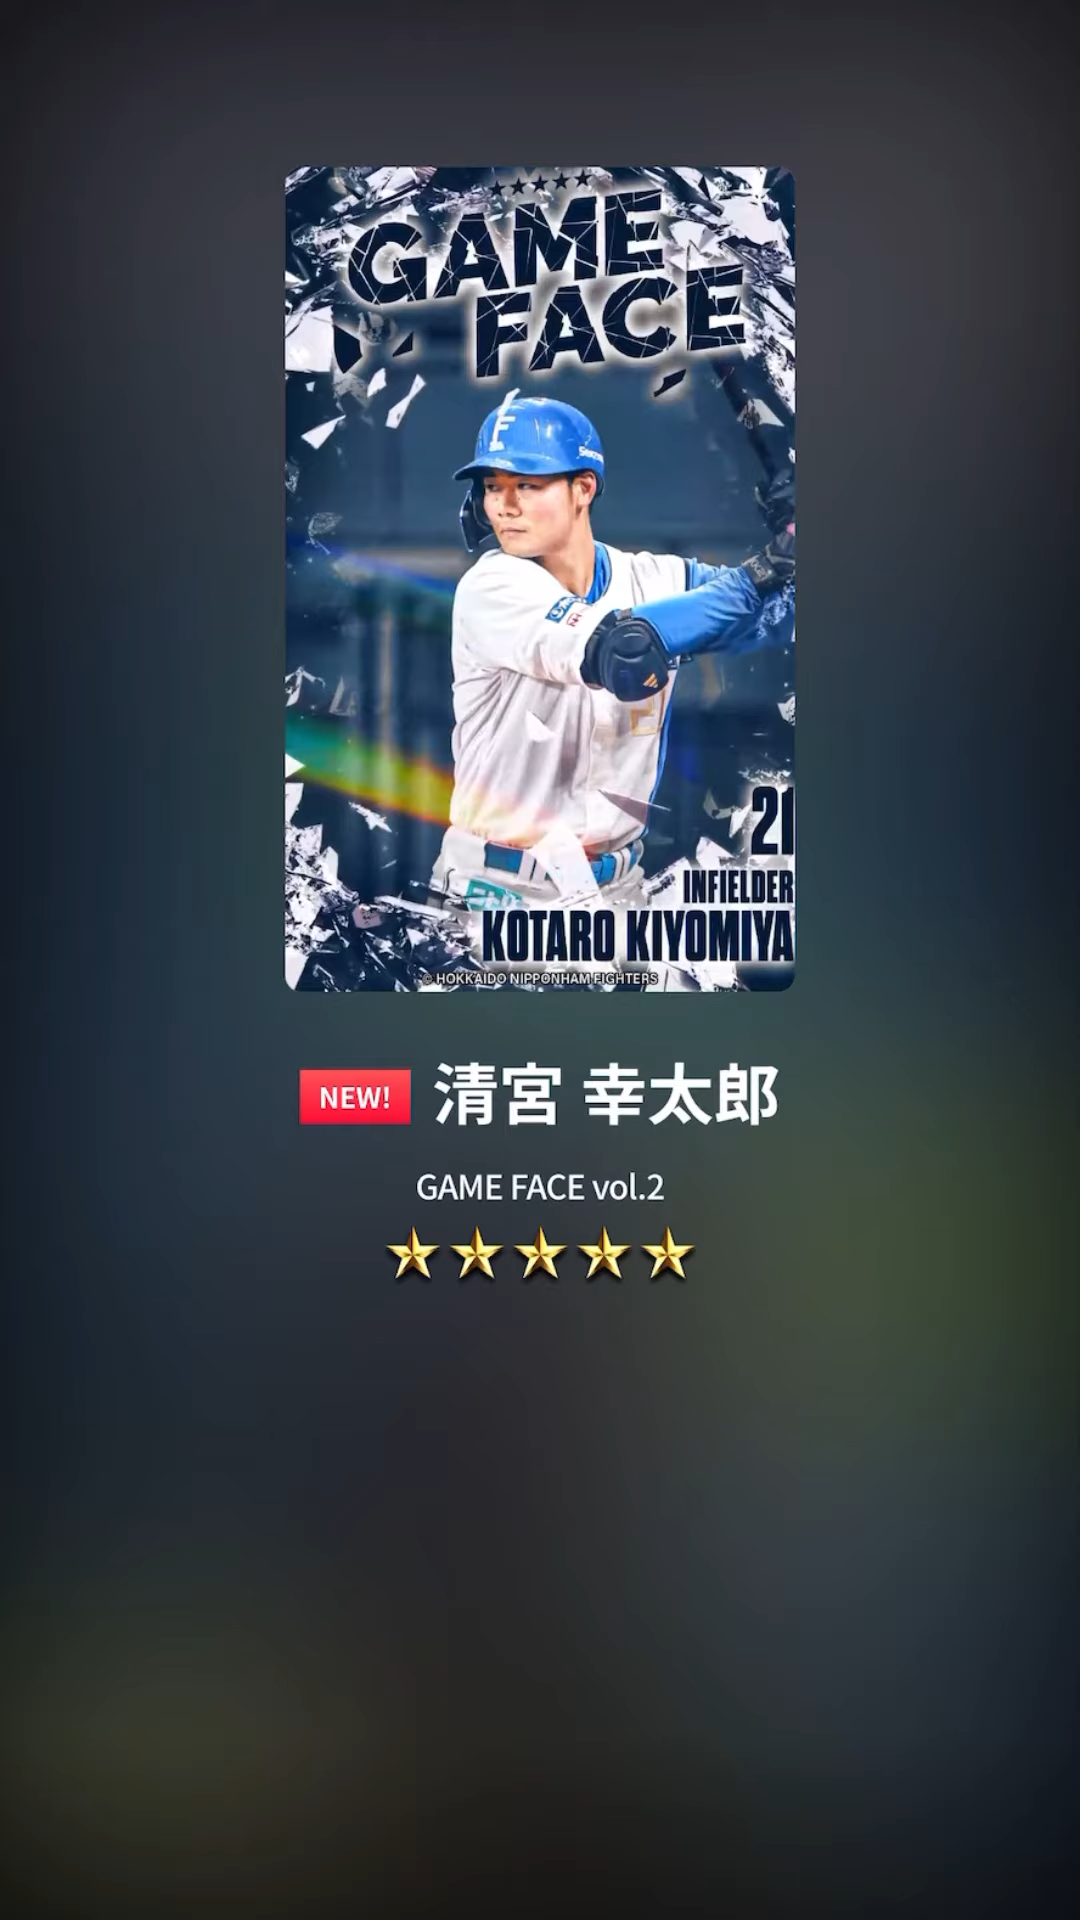 GAME
FACE
F
21
21
INFIELDER
KOTARO KIYOMIYA
© HOKKAIDO NIPPONHAM FIGHTERS
NEW!
清宮 幸太郎
GAME FACE vol.2